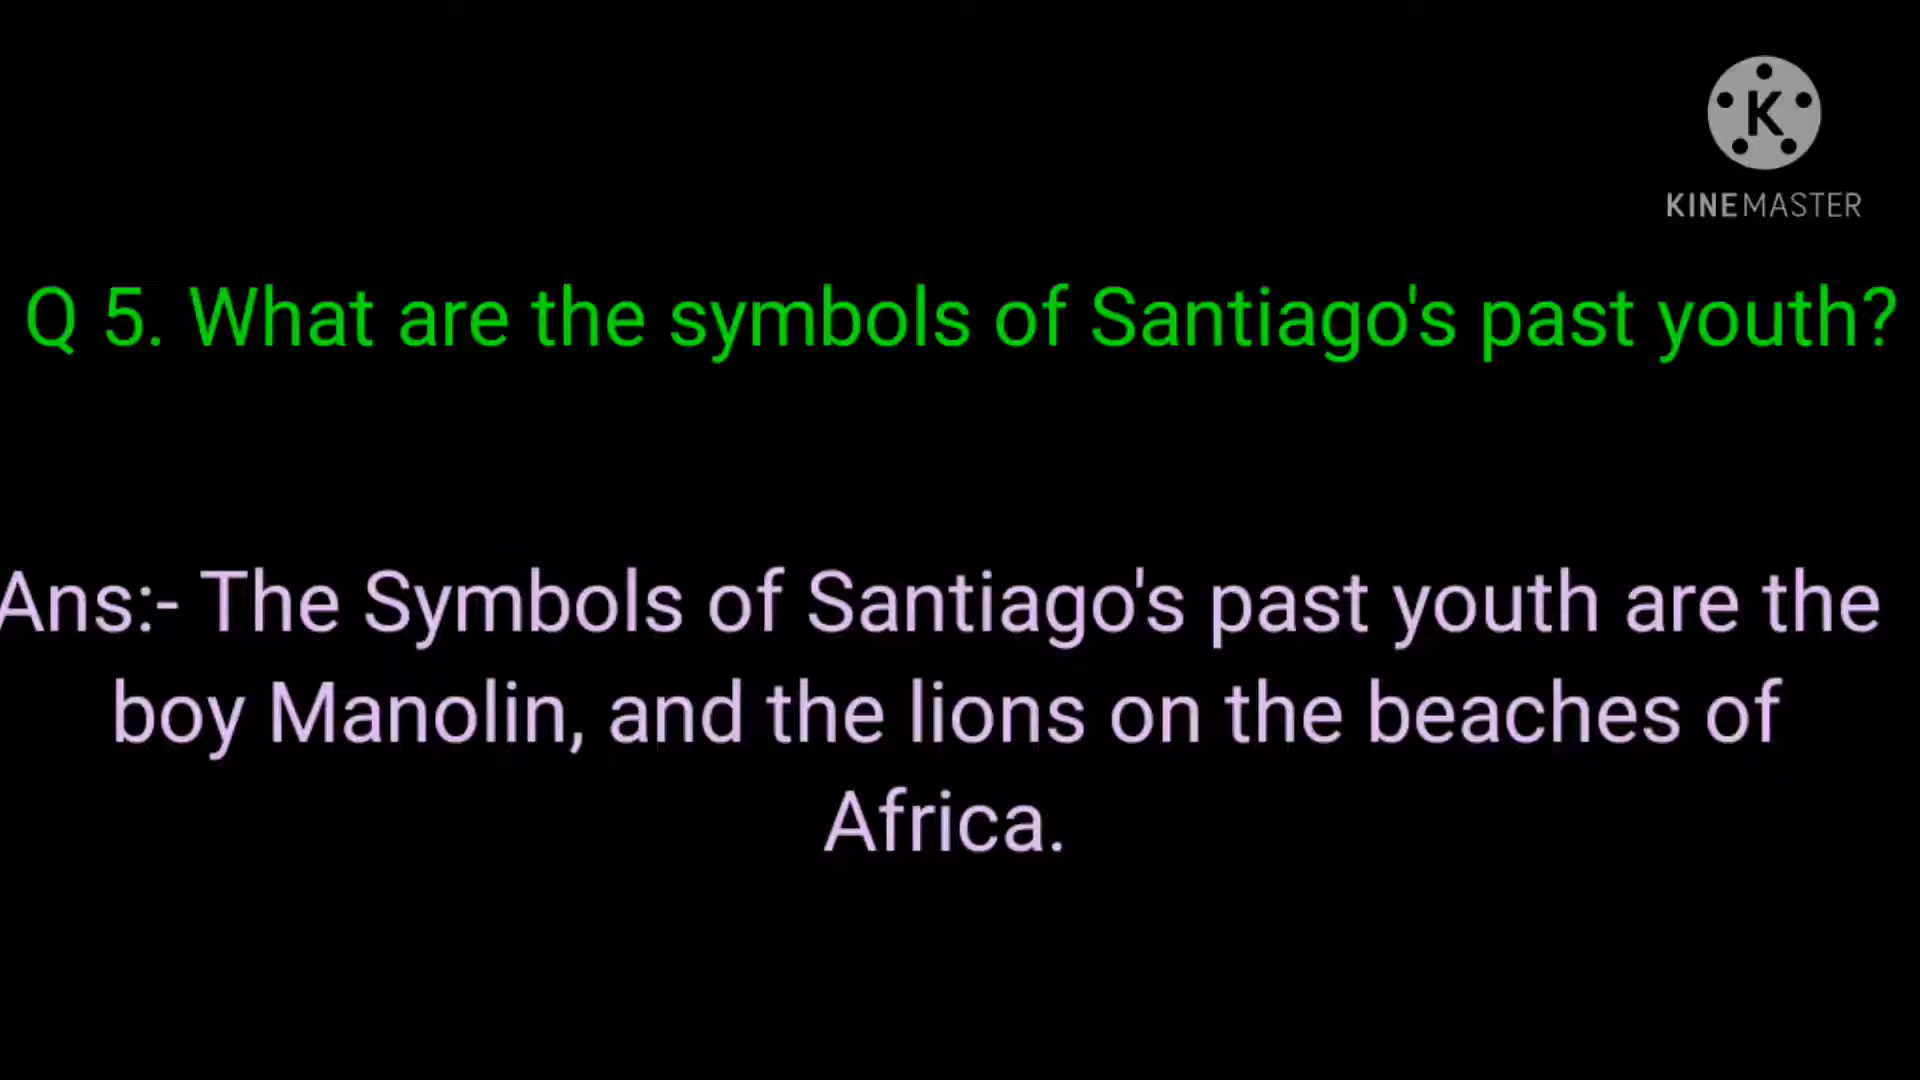 K
KINEMASTER
Q 5. What are the symbols of Santiago's past youth?
Ans:- The Symbols of Santiago's past youth are the
boy Manolin, and the lions on the beaches of
Africa.